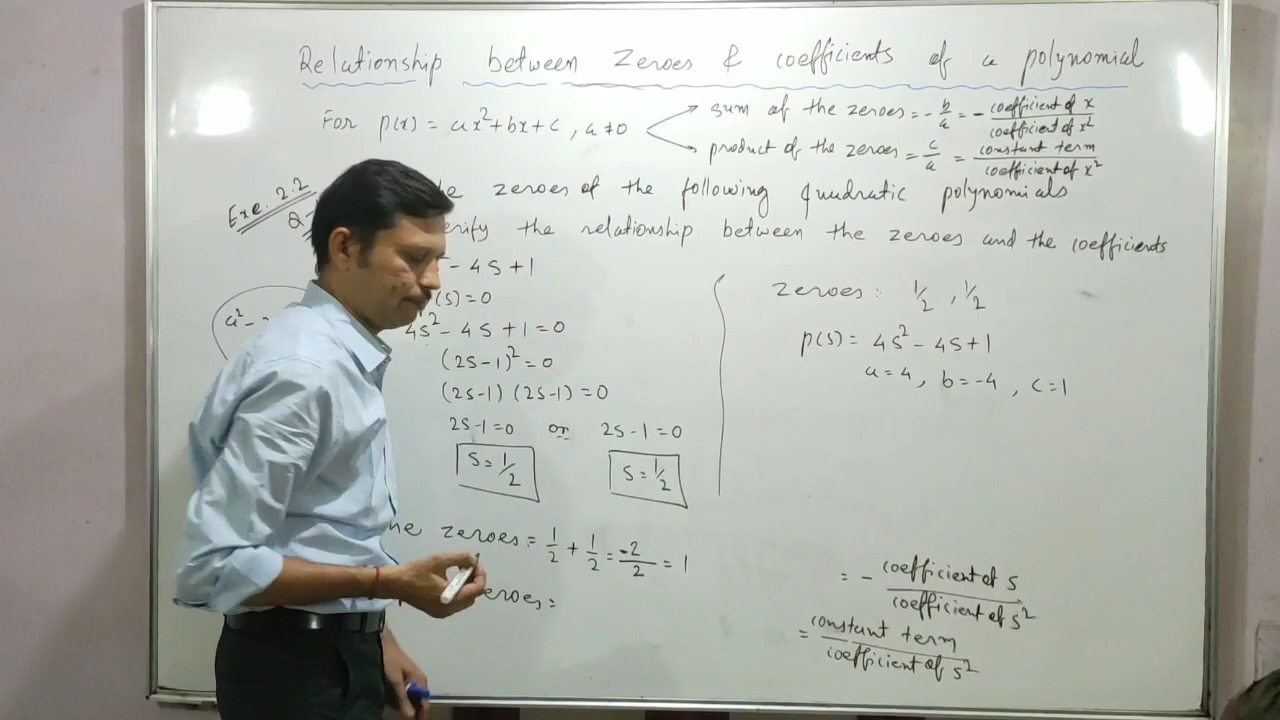 Relationship between Zeroes & coefficients of a polynomial
For p(x) = ax²+bx+c, a≠0
sum of the zeroes = -b/a = - coefficient of x / coefficient of x²
product of the zeroes = c/a = constant term / coefficient of x²
Exe. 2.2
zeroes of the following quadratic polynomials
the relationship between the zeroes and the coefficients
- 4s + 1
(s) = 0
4s² - 4s + 1 = 0
(2s-1)² = 0
(2s-1) (2s-1) = 0
2s-1=0 or 2s-1=0
s = 1/2 s = 1/2
zeroes = 1/2 + 1/2 = -2/2 = 1
a² -
zeroes : 1/2 , 1/2
p(s) = 4s² - 4s + 1
a = 4 , b = -4 , c = 1
= - coefficient of s / coefficient of s²
= constant term / coefficient of s²